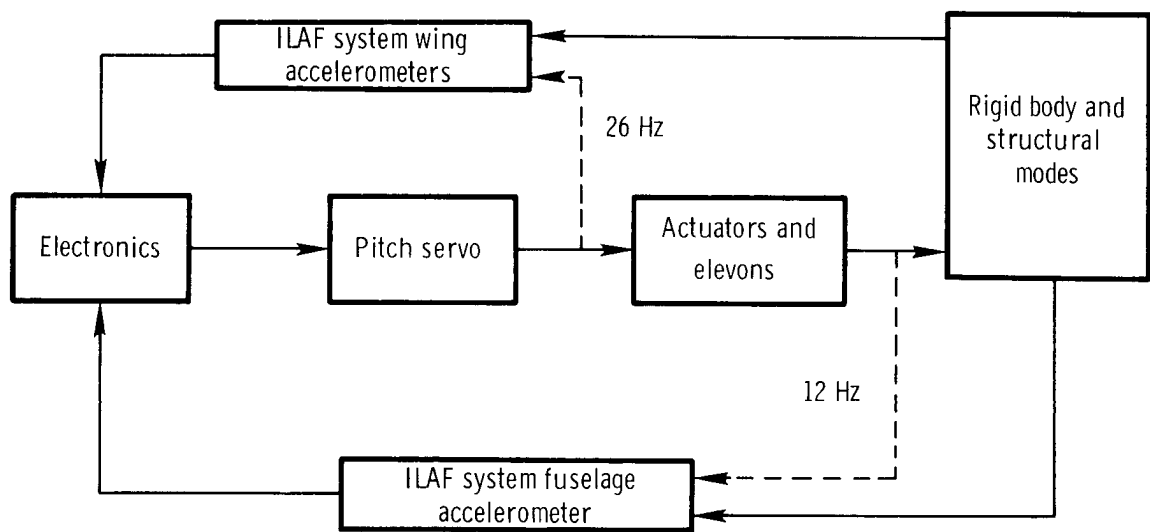 ILAF system wing
accelerometers
Rigid body and
structural
modes
26 Hz
Electronics
Pitch servo
Actuators and
elevons
12 Hz
ILAF system fuselage
accelerometer